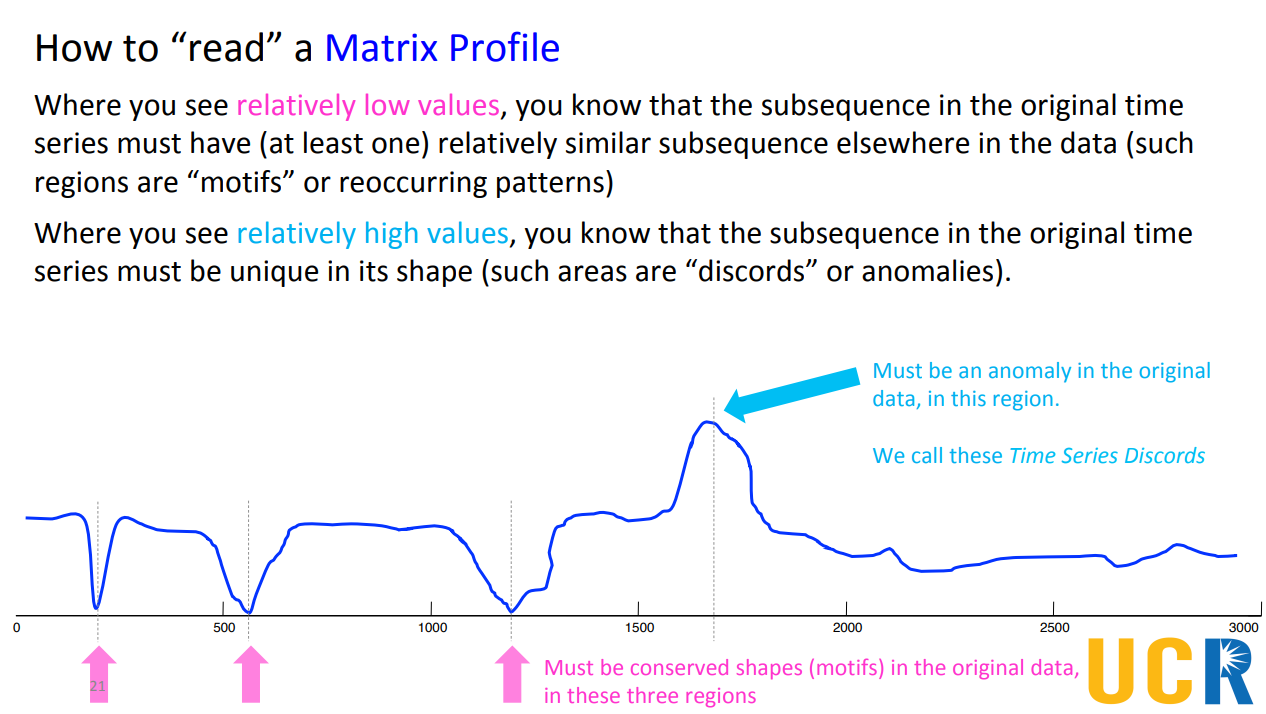 How to “read” a Matrix Profile
Where you see relatively low values, you know that the subsequence in the original time
series must have (at least one) relatively similar subsequence elsewhere in the data (such
regions are “motifs” or reoccurring patterns)
Where you see relatively high values, you know that the subsequence in the original time
series must be unique in its shape (such areas are “discords” or anomalies).
Must be an anomaly in the original
data, in this region.
We call these Time Series Discords
0 500 1000 1500 2000 2500 3000
Must be conserved shapes (motifs) in the original data,
in these three regions
21
UCR